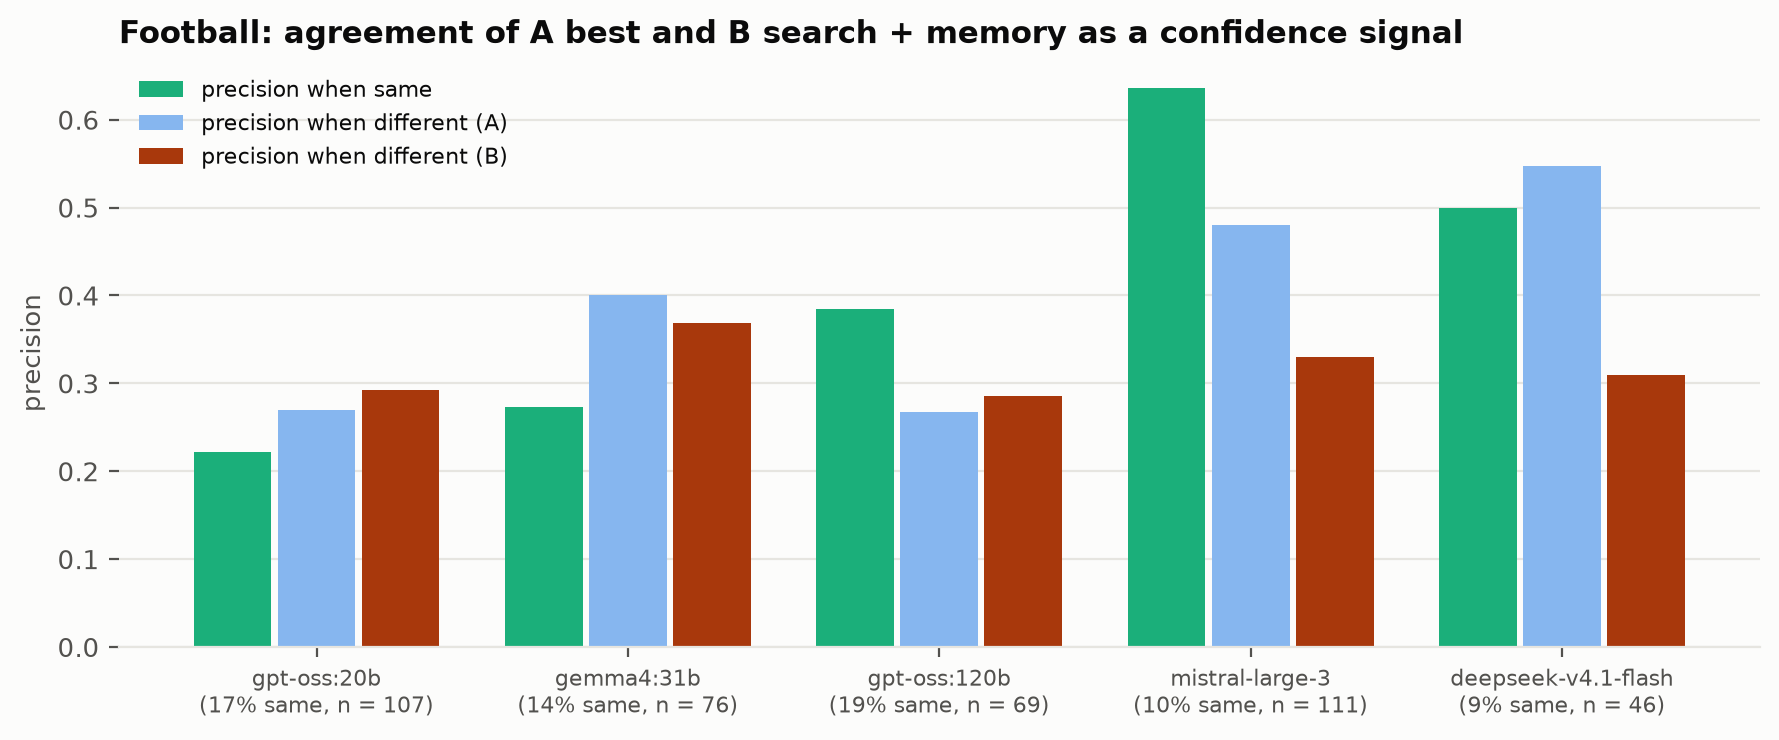 Football: agreement of A best and B search + memory as a confidence signal
precision when same
precision when different (A)
precision when different (B)
precision
0.6
0.5
0.4
0.3
0.2
0.1
0.0
gpt-oss:20b
(17% same, n = 107)
gemma4:31b
(14% same, n = 76)
gpt-oss:120b
(19% same, n = 69)
mistral-large-3
(10% same, n = 111)
deepseek-v4.1-flash
(9% same, n = 46)